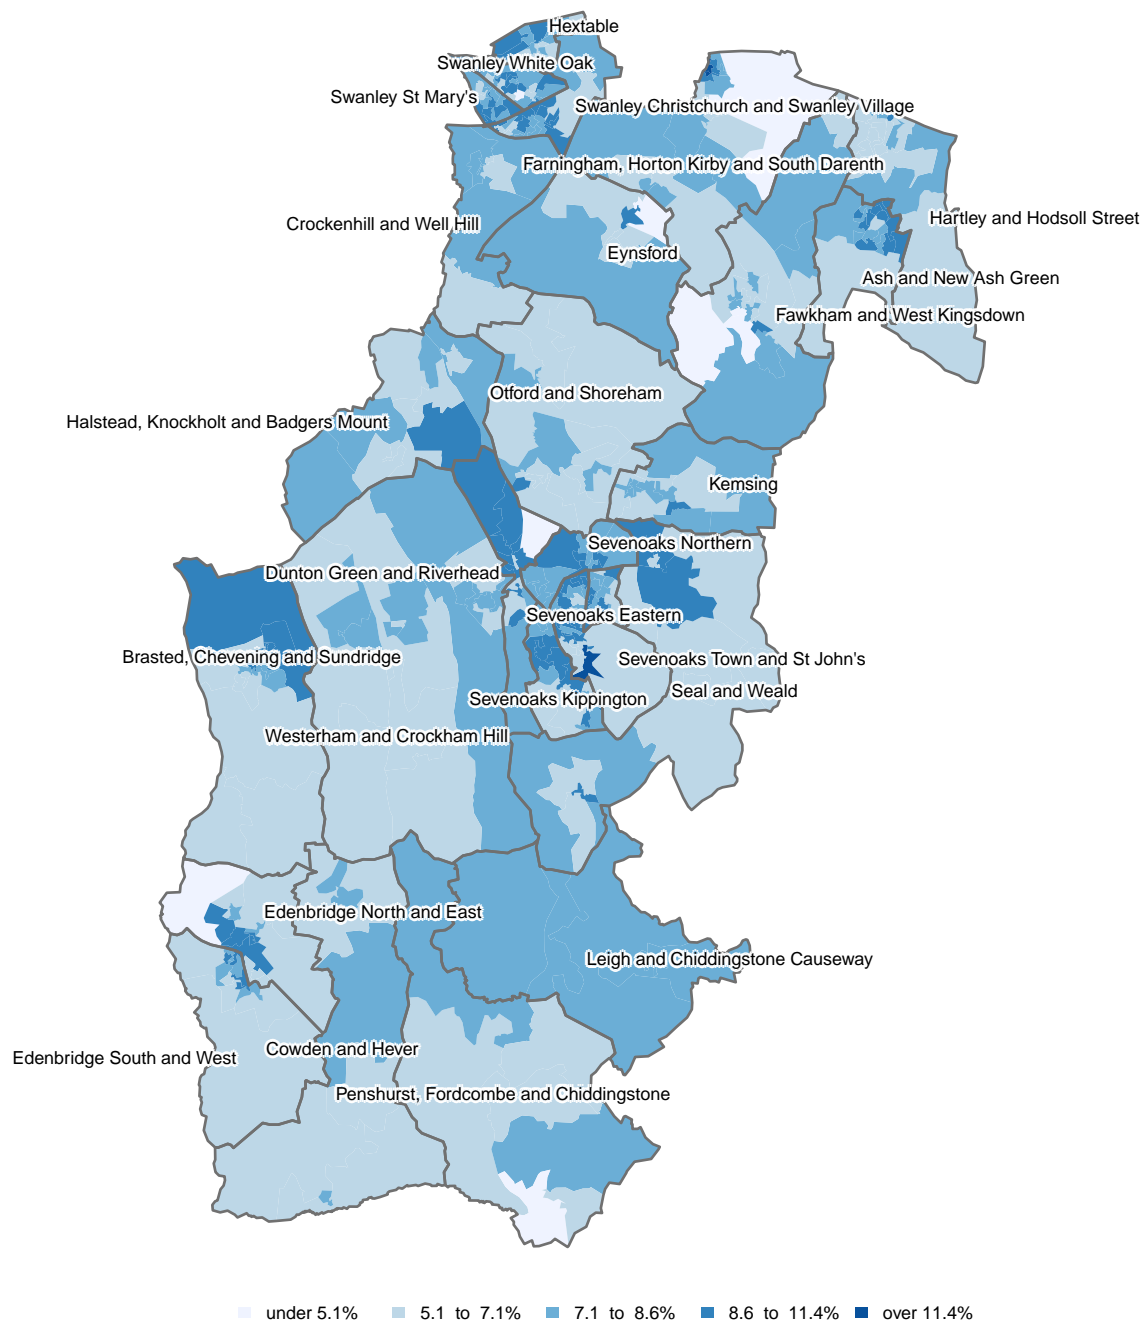 Hextable
Swanley White Oak
Swanley St Mary's
Swanley Christchurch and Swanley Village
Farningham, Horton Kirby and South Darenth
Hartley and Hodsoll Street
Crockenhill and Well Hill
Eynsford
Ash and New Ash Green
Fawkham and West Kingsdown
Otford and Shoreham
Halstead, Knockholt and Badgers Mount
Kemsing
Sevenoaks Northern
Dunton Green and Riverhead
Sevenoaks Eastern
Brasted, Chevening and Sundridge
Sevenoaks Town and St John's
Seal and Weald
Sevenoaks Kippington
Westerham and Crockham Hill
Edenbridge North and East
Leigh and Chiddingstone Causeway
Cowden and Hever
Edenbridge South and West
Penshurst, Fordcombe and Chiddingstone
under 5.1% 5.1 to 7.1% 7.1 to 8.6% 8.6 to 11.4% over 11.4%